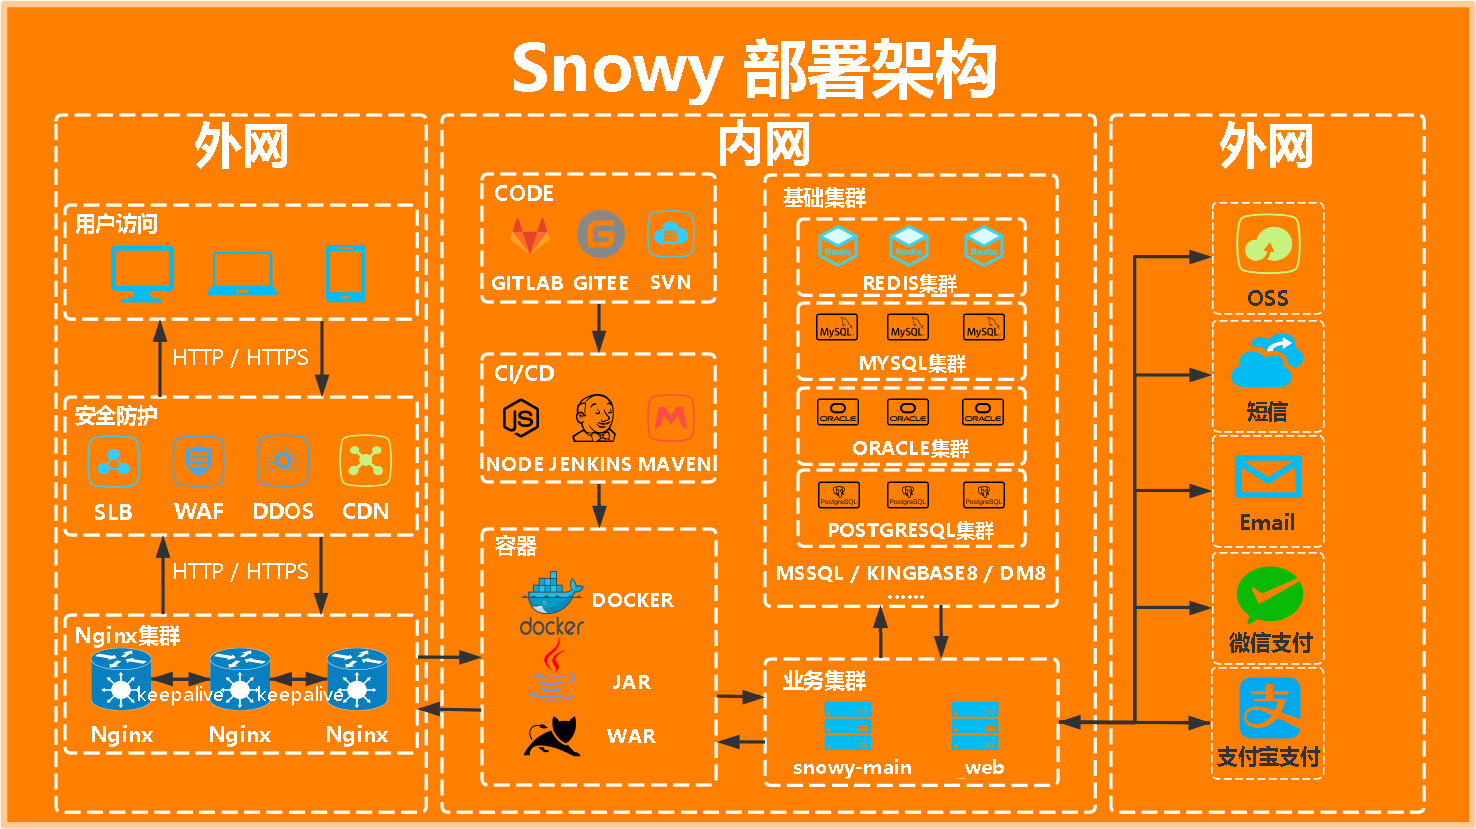 Snowy 部署架构
外网
用户访问
HTTP / HTTPS
安全防护
SLB
WAF
DDOS
CDN
HTTP / HTTPS
Nginx集群
keepalive
keepalive
Nginx
Nginx
Nginx
内网
CODE
GITLAB
GITEE
SVN
CI/CD
JS
NODE
JENKINS
MAVEN
容器
docker
DOCKER
JAR
WAR
基础集群
Redis
Redis
Redis
REDIS集群
MySQL
MySQL
MySQL
MYSQL集群
ORACLE
ORACLE
ORACLE
ORACLE集群
PostgreSQL
PostgreSQL
PostgreSQL
POSTGRESQL集群
MSSQL / KINGBASE8 / DM8
......
业务集群
snowy-main
_web
外网
OSS
短信
Email
微信支付
支
支付宝支付